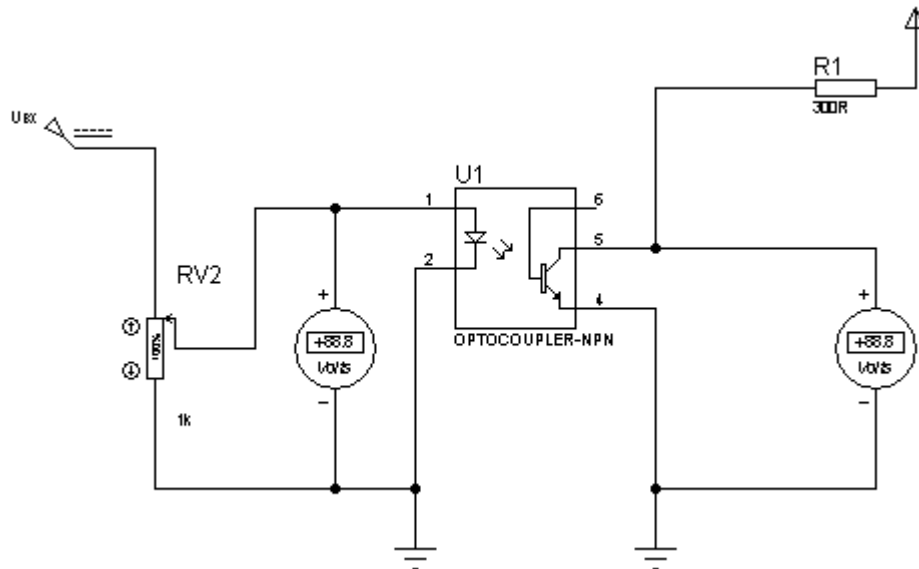 R1
300R
Uвх
U1
1
6
5
2
4
RV2
+88.8
Volts
OPTOCOUPLER-NPN
+88.8
Volts
1k